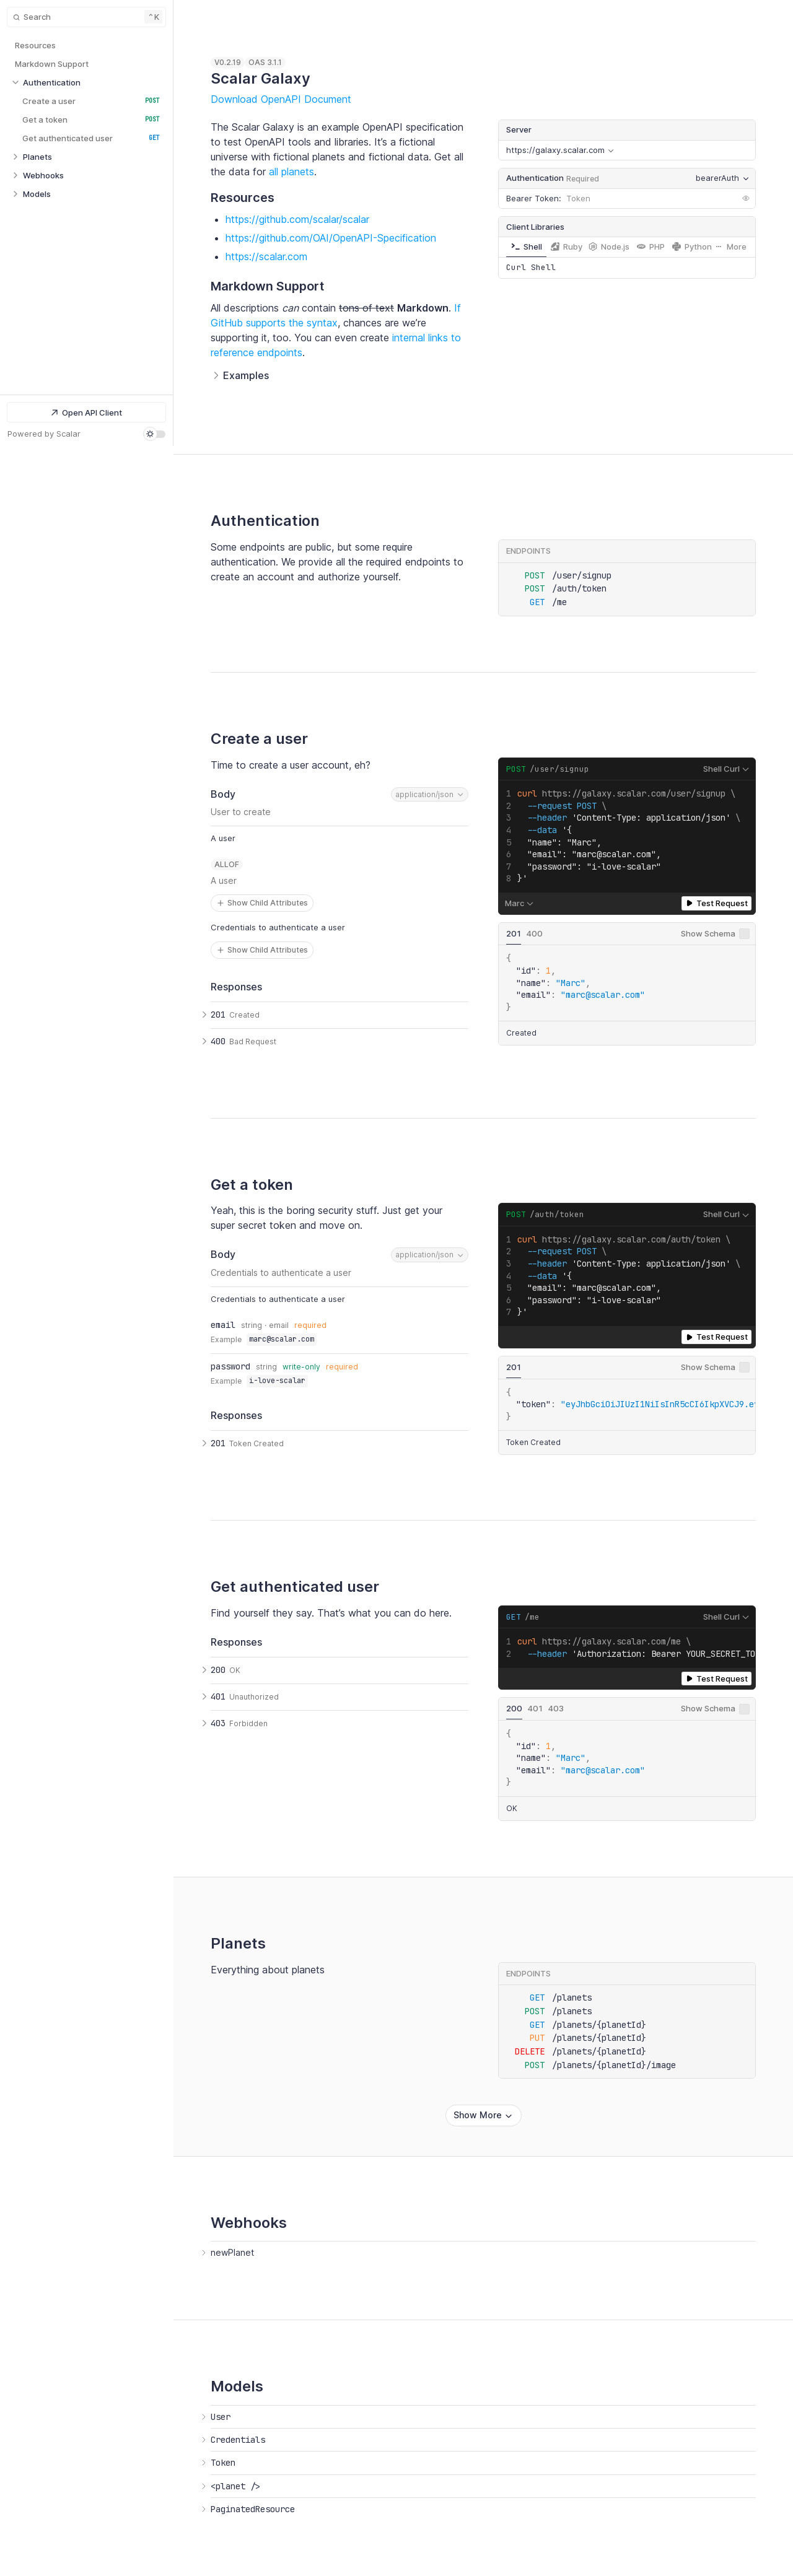 Search ⌃K
Resources
Markdown Support
Authentication
Create a user POST
Get a token POST
Get authenticated user GET
Planets
Webhooks
Models
Open API Client
Powered by Scalar
V0.2.19 OAS 3.1.1
Scalar Galaxy
Download OpenAPI Document
The Scalar Galaxy is an example OpenAPI specification
to test OpenAPI tools and libraries. It's a fictional
universe with fictional planets and fictional data. Get all
the data for all planets.
Resources
https://github.com/scalar/scalar
https://github.com/OAI/OpenAPI-Specification
https://scalar.com
Markdown Support
All descriptions can contain tons of text Markdown. If
GitHub supports the syntax, chances are we're
supporting it, too. You can even create internal links to
reference endpoints.
Examples
Server
https://galaxy.scalar.com
Authentication Required bearerAuth
Bearer Token: Token
Client Libraries
Shell Ruby Node.js PHP Python More
Curl Shell
Authentication
Some endpoints are public, but some require
authentication. We provide all the required endpoints to
create an account and authorize yourself.
ENDPOINTS
POST /user/signup
POST /auth/token
GET /me
Create a user
Time to create a user account, eh?
Body application/json
User to create
A user
ALLOF
A user
Show Child Attributes
Credentials to authenticate a user
Show Child Attributes
Responses
201 Created
400 Bad Request
POST /user/signup Shell Curl
1 curl https://galaxy.scalar.com/user/signup \
2 --request POST \
3 --header 'Content-Type: application/json' \
4 --data '{
5 "name": "Marc",
6 "email": "marc@scalar.com",
7 "password": "i-love-scalar"
8 }'
Marc Test Request
201 400 Show Schema
{
"id": 1,
"name": "Marc",
"email": "marc@scalar.com"
}
Created
Get a token
Yeah, this is the boring security stuff. Just get your
super secret token and move on.
Body application/json
Credentials to authenticate a user
Credentials to authenticate a user
email string · email required
Example marc@scalar.com
password string write-only required
Example i-love-scalar
Responses
201 Token Created
POST /auth/token Shell Curl
1 curl https://galaxy.scalar.com/auth/token \
2 --request POST \
3 --header 'Content-Type: application/json' \
4 --data '{
5 "email": "marc@scalar.com",
6 "password": "i-love-scalar"
7 }'
Test Request
201 Show Schema
{
"token": "eyJhbGciOiJIUzI1NiIsInR5cCI6IkpXVCJ9.e
}
Token Created
Get authenticated user
Find yourself they say. That's what you can do here.
Responses
200 OK
401 Unauthorized
403 Forbidden
GET /me Shell Curl
1 curl https://galaxy.scalar.com/me \
2 --header 'Authorization: Bearer YOUR_SECRET_TO
Test Request
200 401 403 Show Schema
{
"id": 1,
"name": "Marc",
"email": "marc@scalar.com"
}
OK
Planets
Everything about planets
ENDPOINTS
GET /planets
POST /planets
GET /planets/{planetId}
PUT /planets/{planetId}
DELETE /planets/{planetId}
POST /planets/{planetId}/image
Show More
Webhooks
newPlanet
Models
User
Credentials
Token
<planet />
PaginatedResource